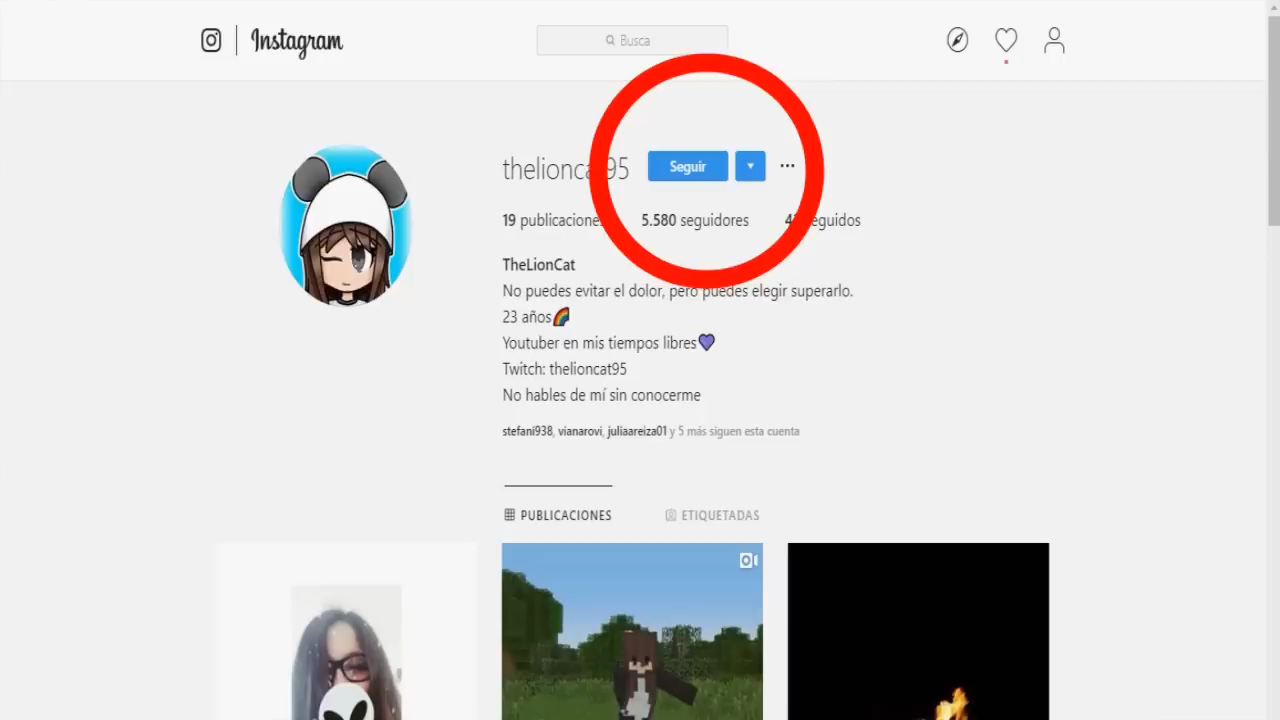 Instagram
Busca
thelioncat95
Seguir
19 publicaciones
5.580 seguidores
seguidos
TheLionCat
No puedes evitar el dolor, pero puedes elegir superarlo.
23 años🌈
Youtuber en mis tiempos libres💜
Twitch: thelioncat95
No hables de mí sin conocerme
stefani938, vianarovi, juliaareiza01 y 5 más siguen esta cuenta
PUBLICACIONES
ETIQUETADAS